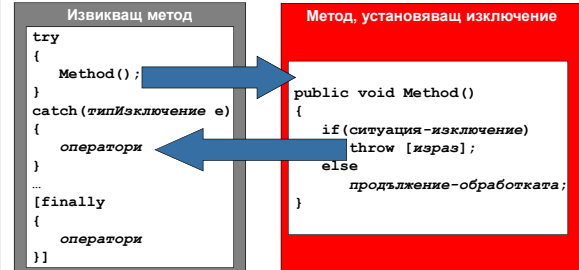 Извикващ метод
try
{
Method();
}
catch(типИзключение e)
{
оператори
}
…
[finally
{
оператори
}]
Метод, установяващ изключение
public void Method()
{
if(ситуация-изключение)
throw [израз];
else
продължение-обработката;
}